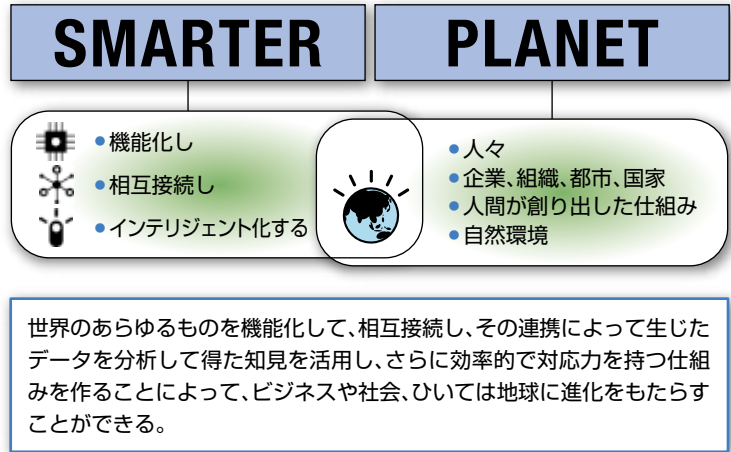 SMARTER
PLANET
•機能化し
•相互接続し
•インテリジェント化する
•人々
•企業、組織、都市、国家
•人間が創り出した仕組み
•自然環境
世界のあらゆるものを機能化して、相互接続し、その連携によって生じた
データを分析して得た知見を活用し、さらに効率的で対応力を持つ仕組
みを作ることによって、ビジネスや社会、ひいては地球に進化をもたらす
ことができる。